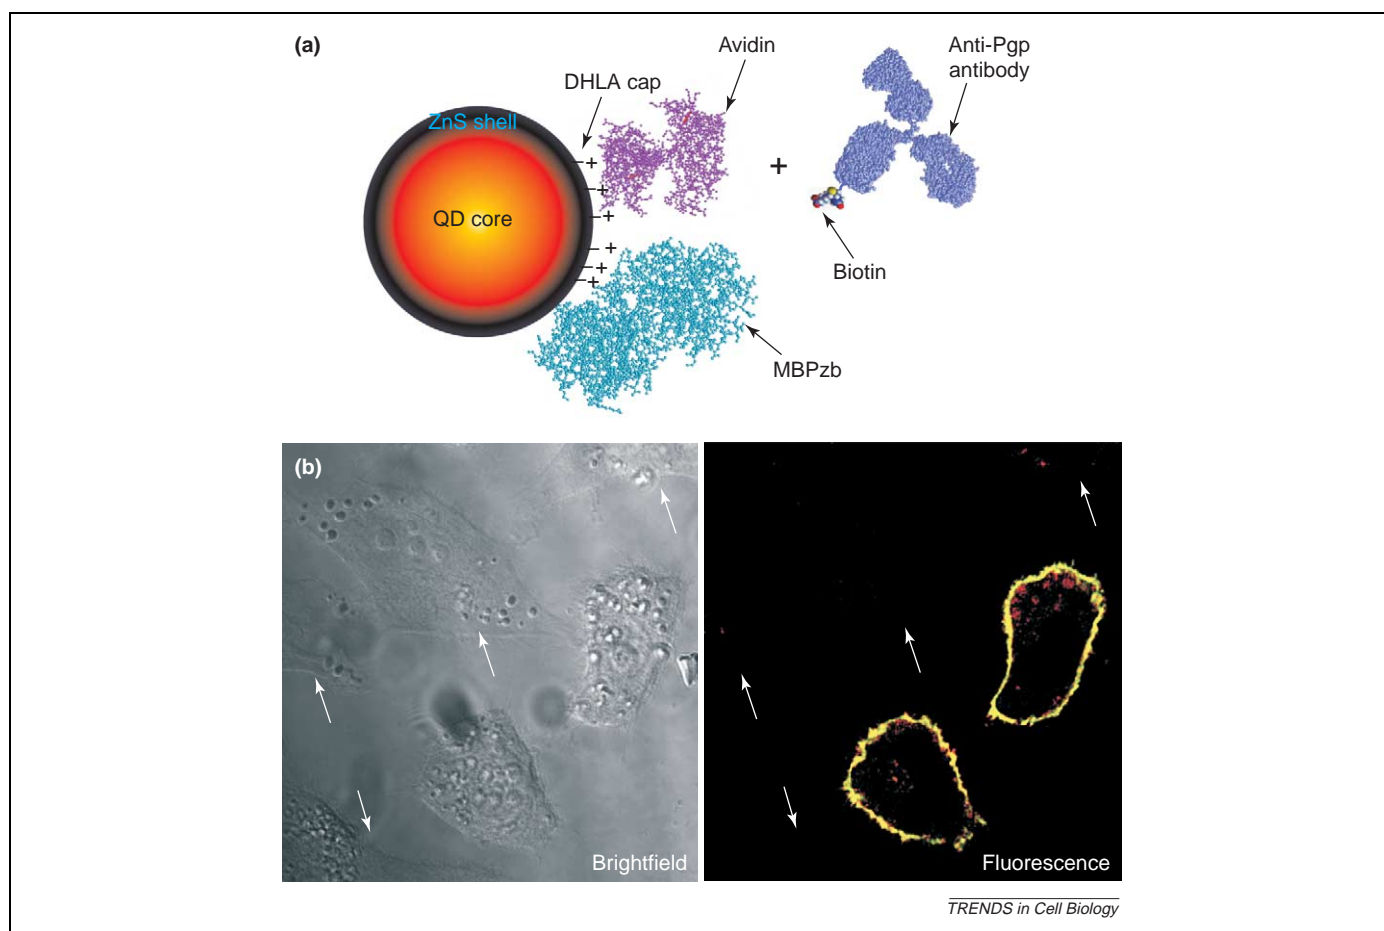 (a)
Avidin
Anti-Pgp
antibody
DHLA cap
ZnS shell
+
QD core
Biotin
MBPzb
(b)
Brightfield
Fluorescence
TRENDS in Cell Biology